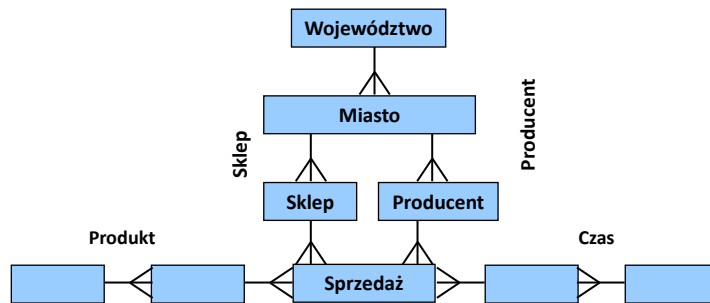 Województwo
Miasto
Sklep
Producent
Sklep
Producent
Produkt
Czas
Sprzedaż